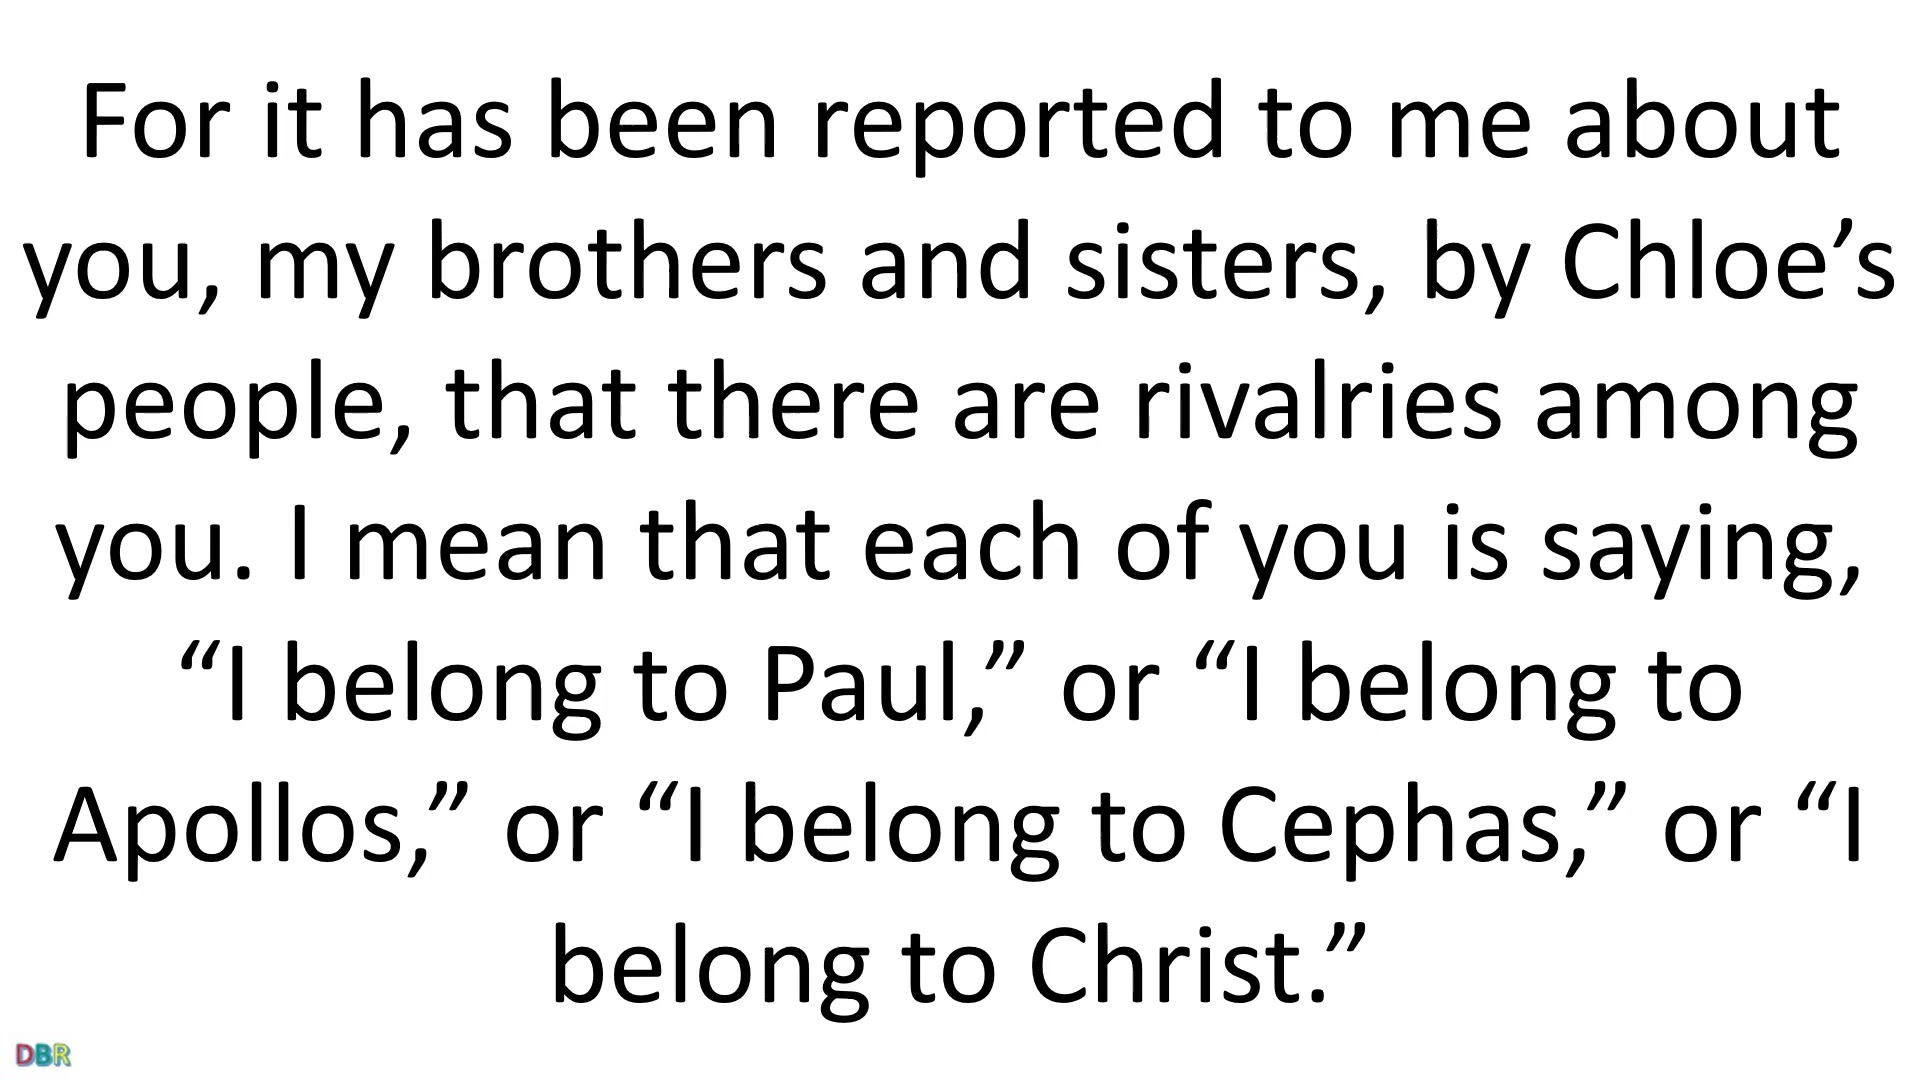 For it has been reported to me about
you, my brothers and sisters, by Chloe’s
people, that there are rivalries among
you. I mean that each of you is saying,
“I belong to Paul,” or “I belong to
Apollos,” or “I belong to Cephas,” or “I
belong to Christ.”
DBR